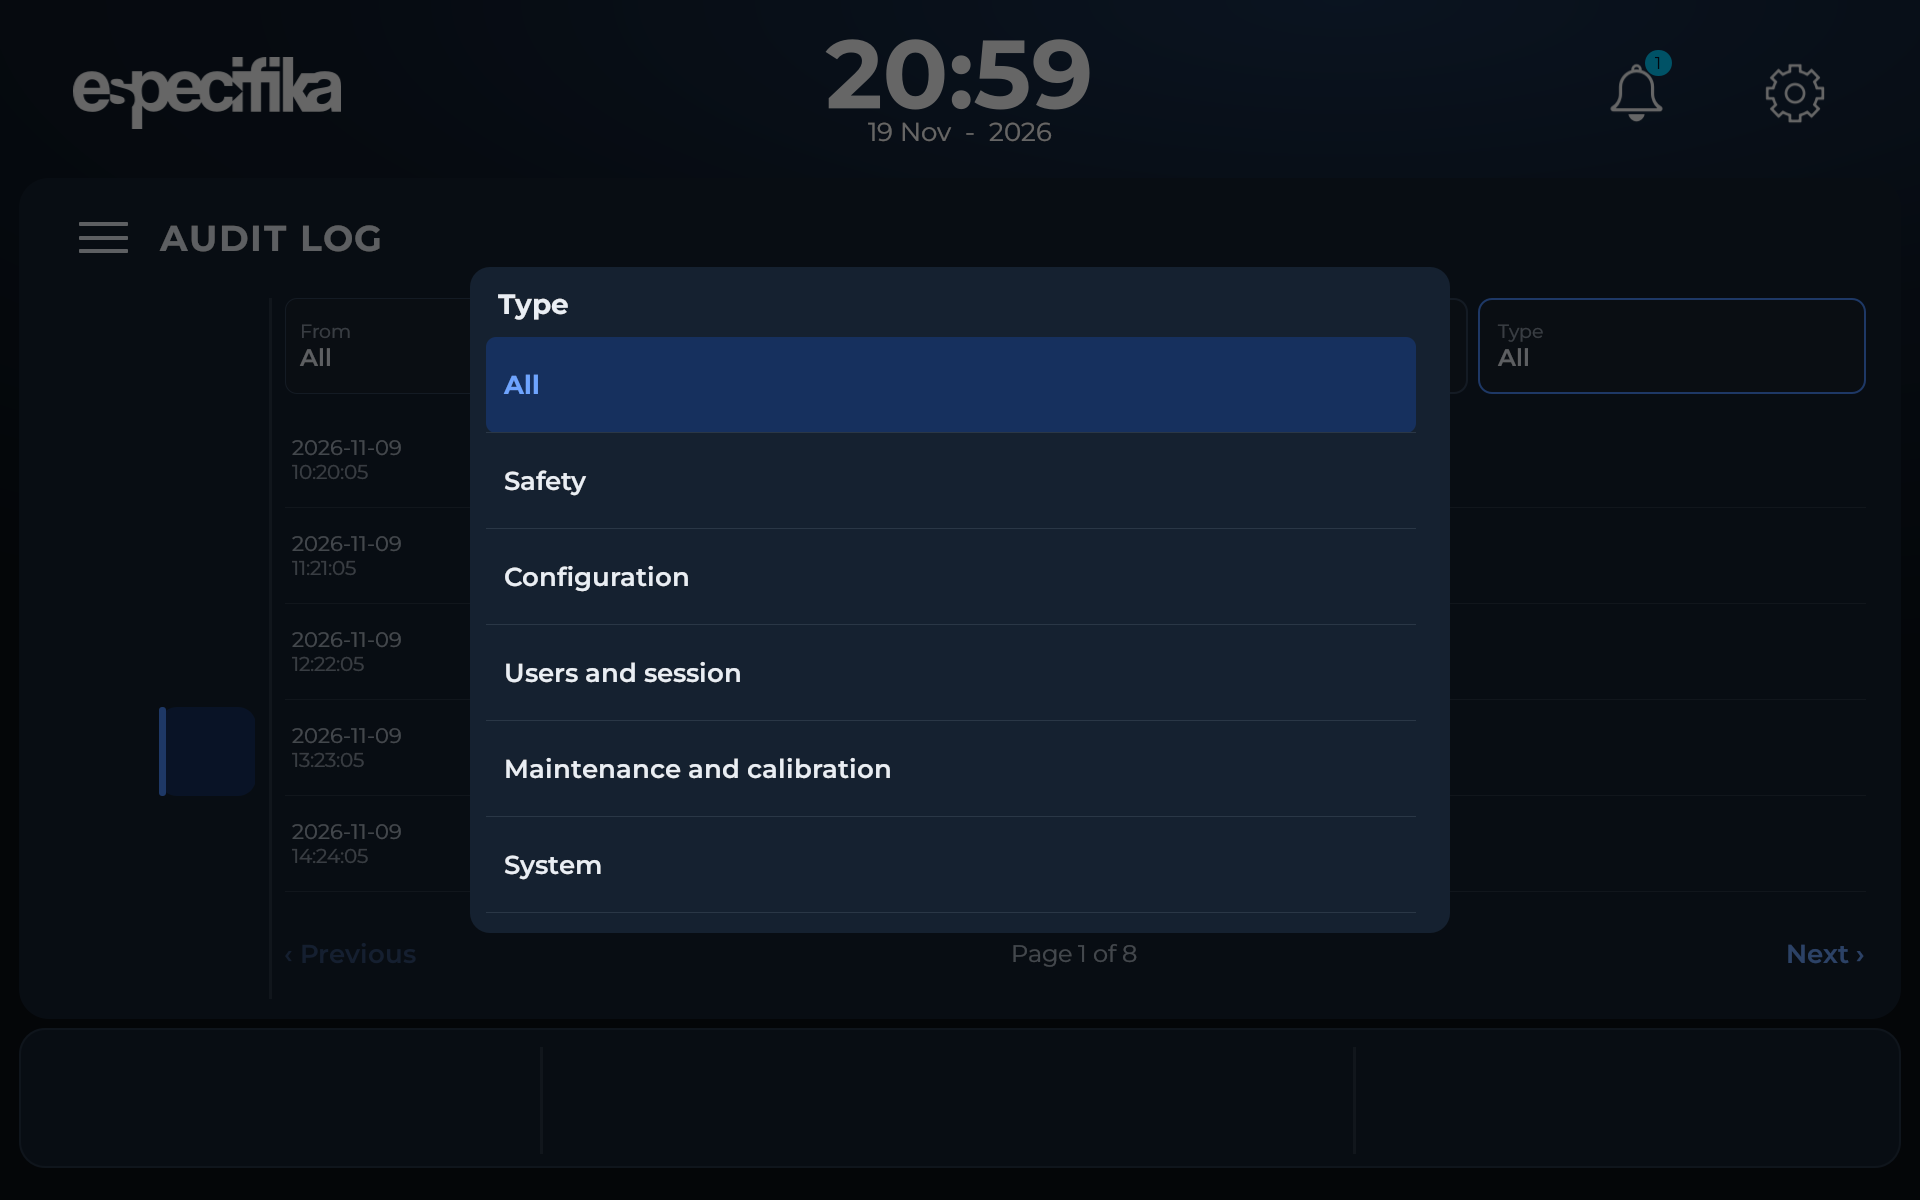 especifika
20:59
19 Nov - 2026
1
AUDIT LOG
Type
From
All
Type
All
All
Safety
Configuration
Users and session
Maintenance and calibration
System
2026-11-09
10:20:05
2026-11-09
11:21:05
2026-11-09
12:22:05
2026-11-09
13:23:05
2026-11-09
14:24:05
‹ Previous
Page 1 of 8
Next ›